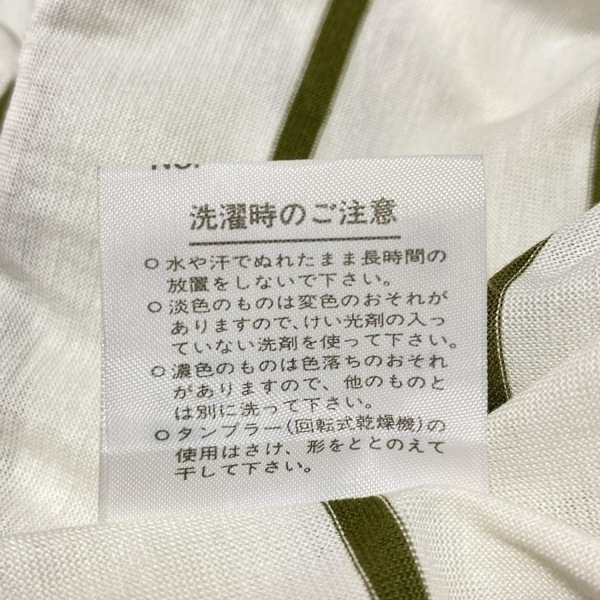 洗濯時のご注意
○水や汗でぬれたまま長時間の
放置をしないで下さい。
○淡色のものは変色のおそれが
ありますので、けい光剤の入っ
ていない洗剤を使って下さい。
○濃色のものは色落ちのおそれ
がありますので、他のものと
は別に洗って下さい。
○タンブラー(回転式乾燥機)の
使用はさけ、形をととのえて
干して下さい。